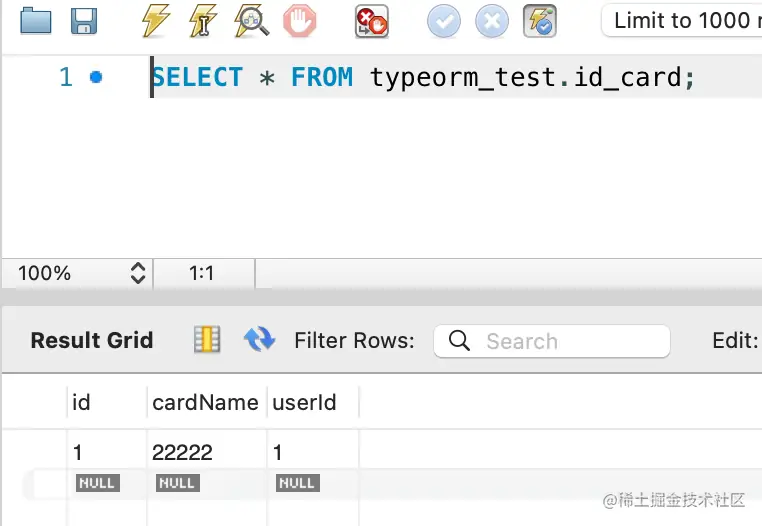 Limit to 1000 r
1 SELECT * FROM typeorm_test.id_card;
100% 1:1
Result Grid Filter Rows: Search Edit:
id cardName userId
1 22222 1
NULL NULL NULL
@稀土掘金技术社区